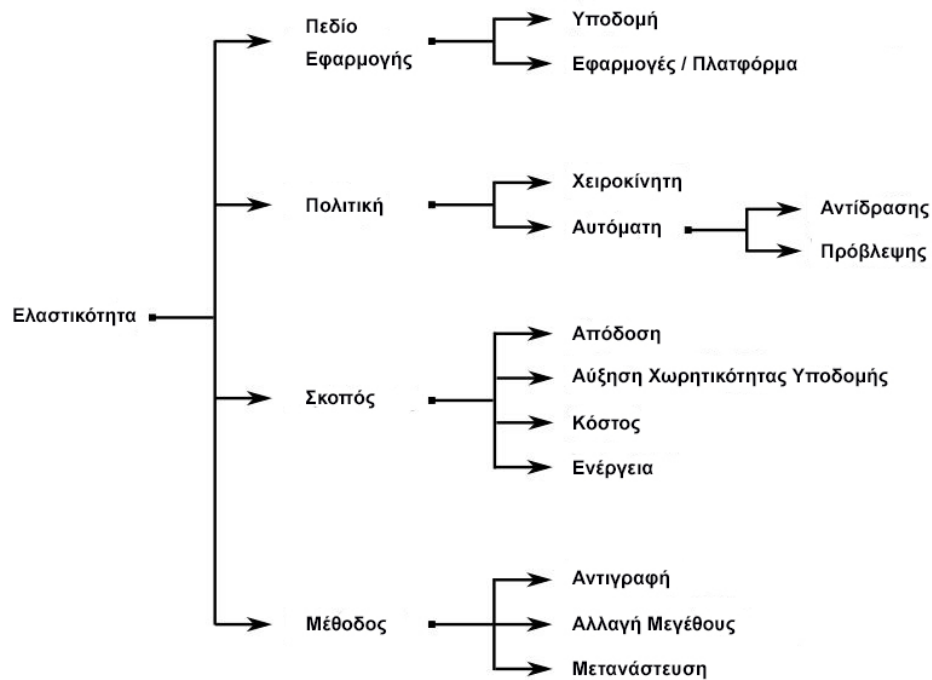 Ελαστικότητα
Πεδίο
Εφαρμογής
Υποδομή
Εφαρμογές / Πλατφόρμα
Πολιτική
Χειροκίνητη
Αυτόματη
Αντίδρασης
Πρόβλεψης
Σκοπός
Απόδοση
Αύξηση Χωρητικότητας Υποδομής
Κόστος
Ενέργεια
Μέθοδος
Αντιγραφή
Αλλαγή Μεγέθους
Μετανάστευση